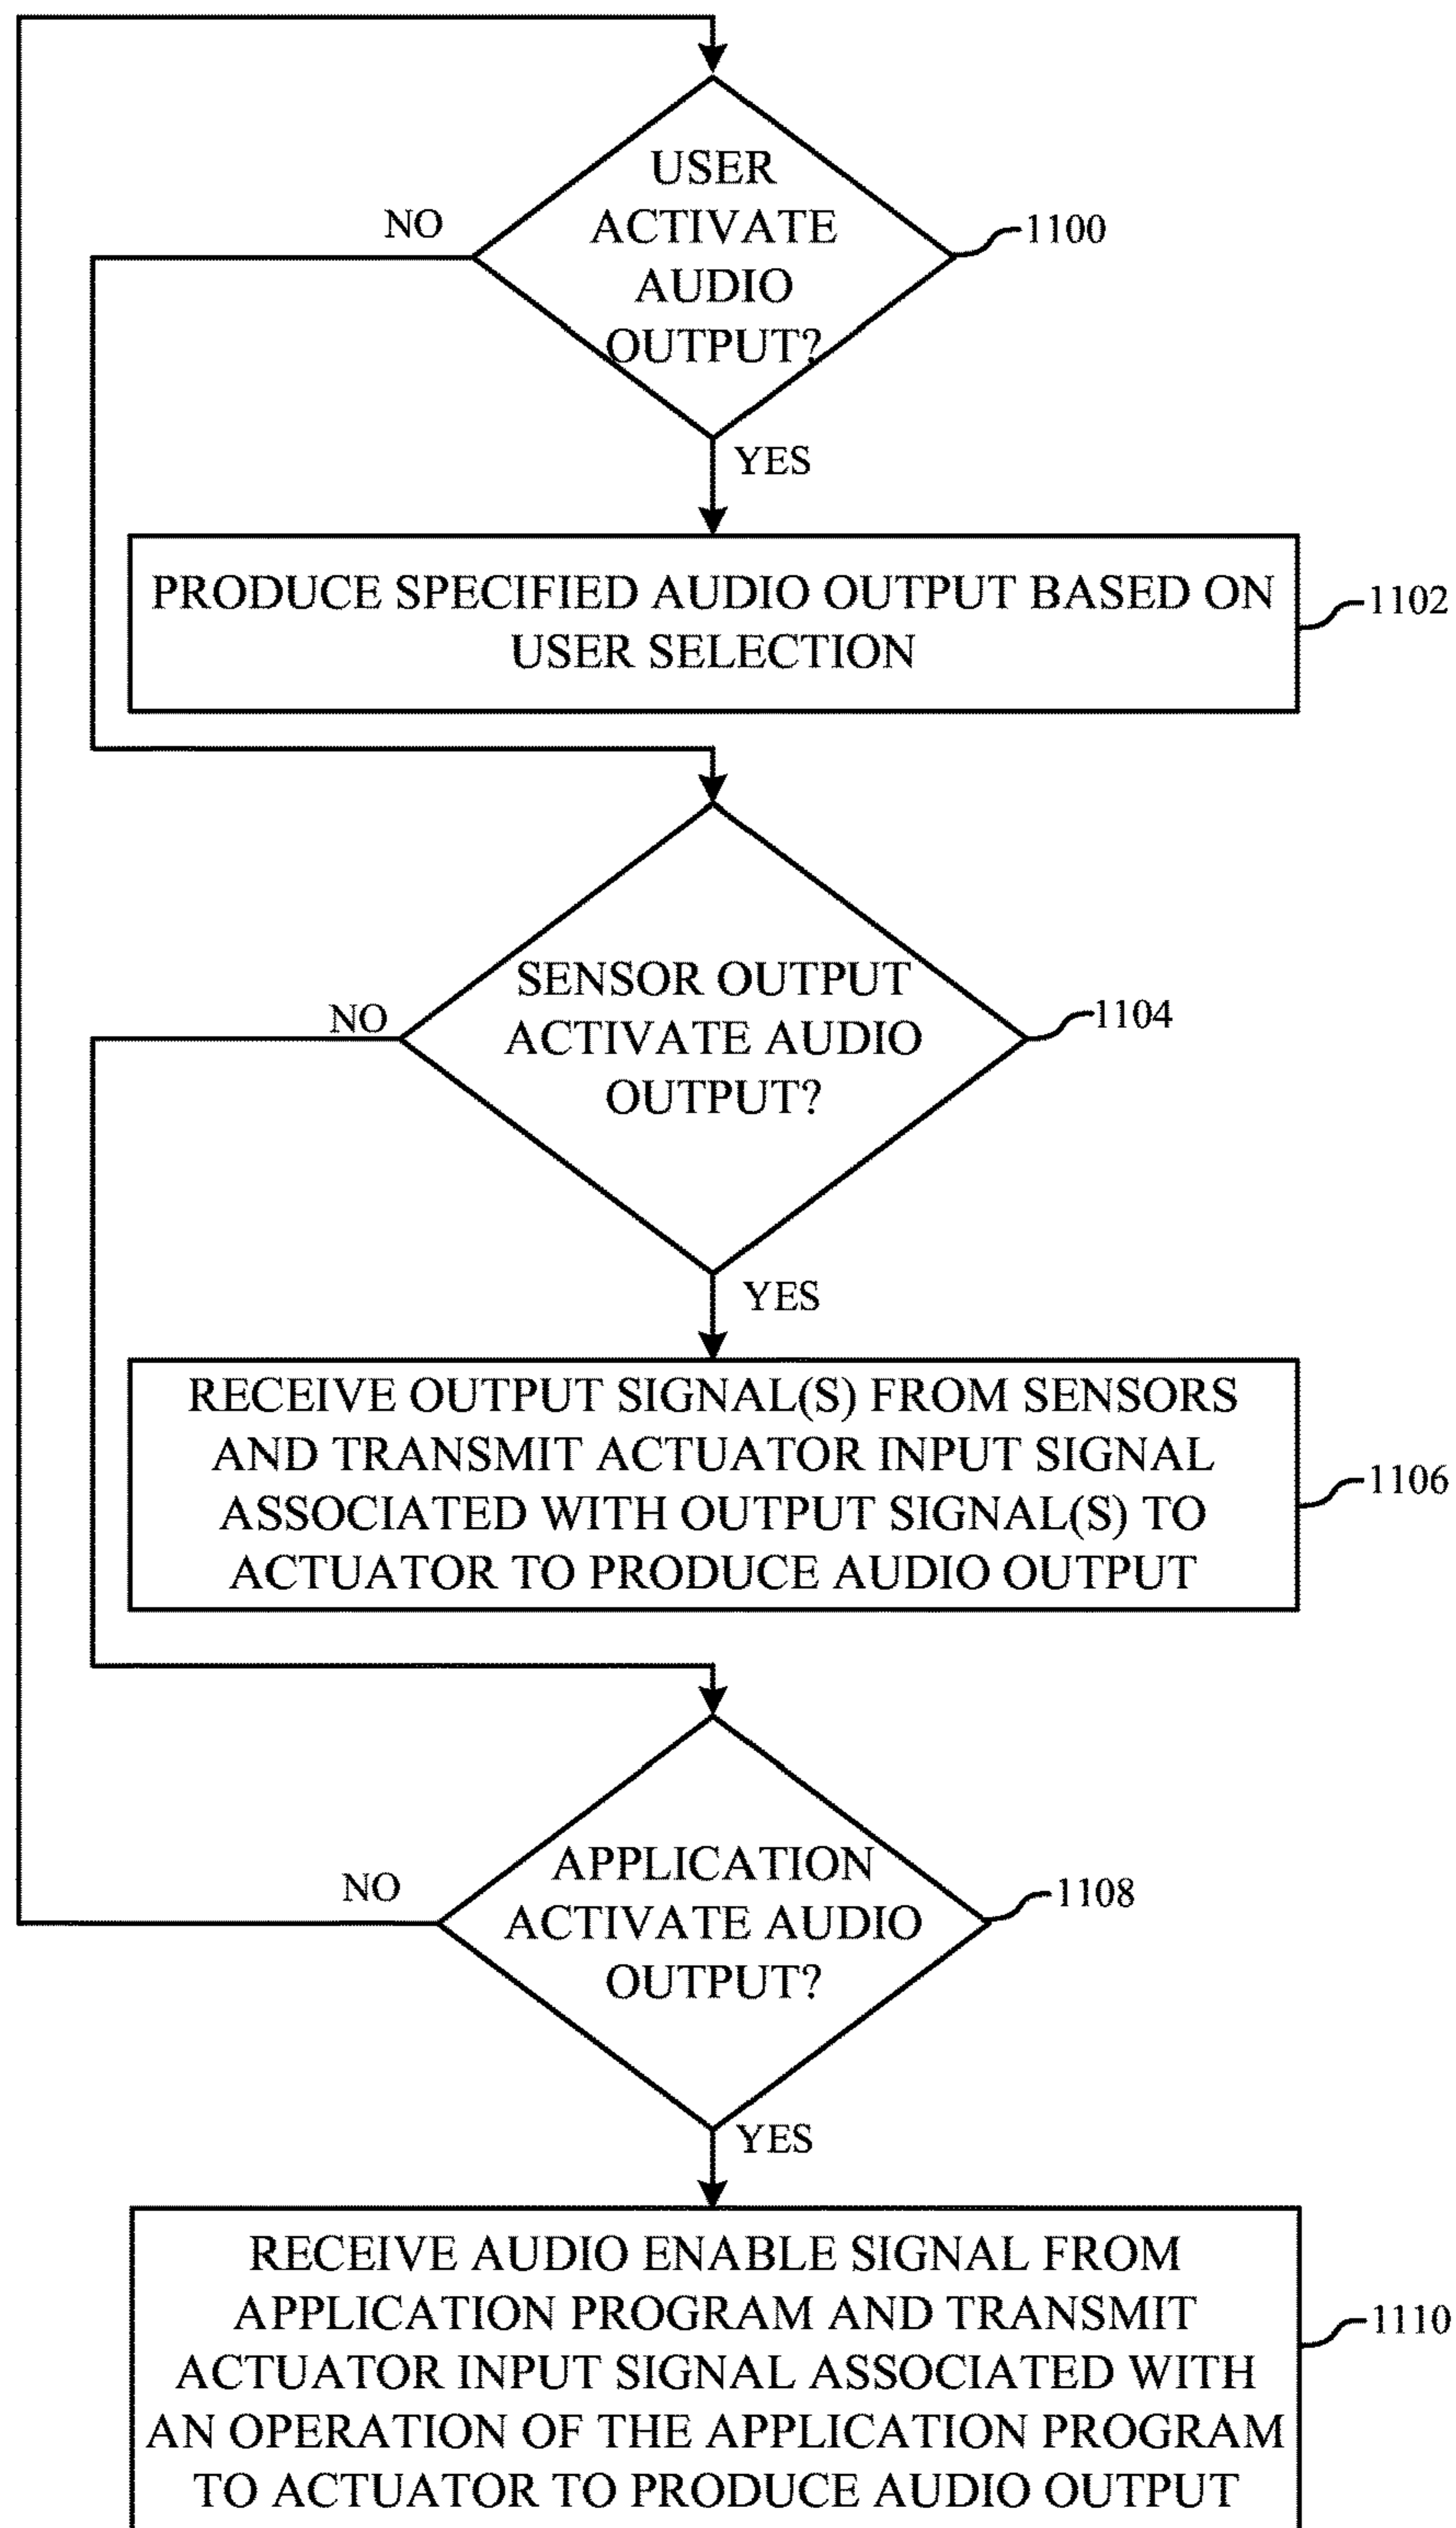 USER
ACTIVATE
AUDIO
OUTPUT?
NO
1100
YES
PRODUCE SPECIFIED AUDIO OUTPUT BASED ON
USER SELECTION
1102
SENSOR OUTPUT
ACTIVATE AUDIO
OUTPUT?
NO
1104
YES
RECEIVE OUTPUT SIGNAL(S) FROM SENSORS
AND TRANSMIT ACTUATOR INPUT SIGNAL
ASSOCIATED WITH OUTPUT SIGNAL(S) TO
ACTUATOR TO PRODUCE AUDIO OUTPUT
1106
APPLICATION
ACTIVATE AUDIO
OUTPUT?
NO
1108
YES
RECEIVE AUDIO ENABLE SIGNAL FROM
APPLICATION PROGRAM AND TRANSMIT
ACTUATOR INPUT SIGNAL ASSOCIATED WITH
AN OPERATION OF THE APPLICATION PROGRAM
TO ACTUATOR TO PRODUCE AUDIO OUTPUT
1110